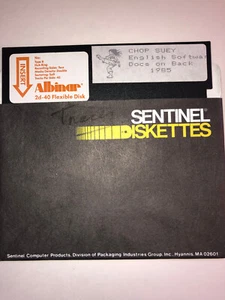 INSERT
Albinar
2d-40 Flexible Disk
CHOP SUEY
English Software
Docs on Back
1985
SENTINEL
DISKETTES
Sentinel Computer Products, Division of Packaging Industries Group, Inc., Hyannis, MA 02601